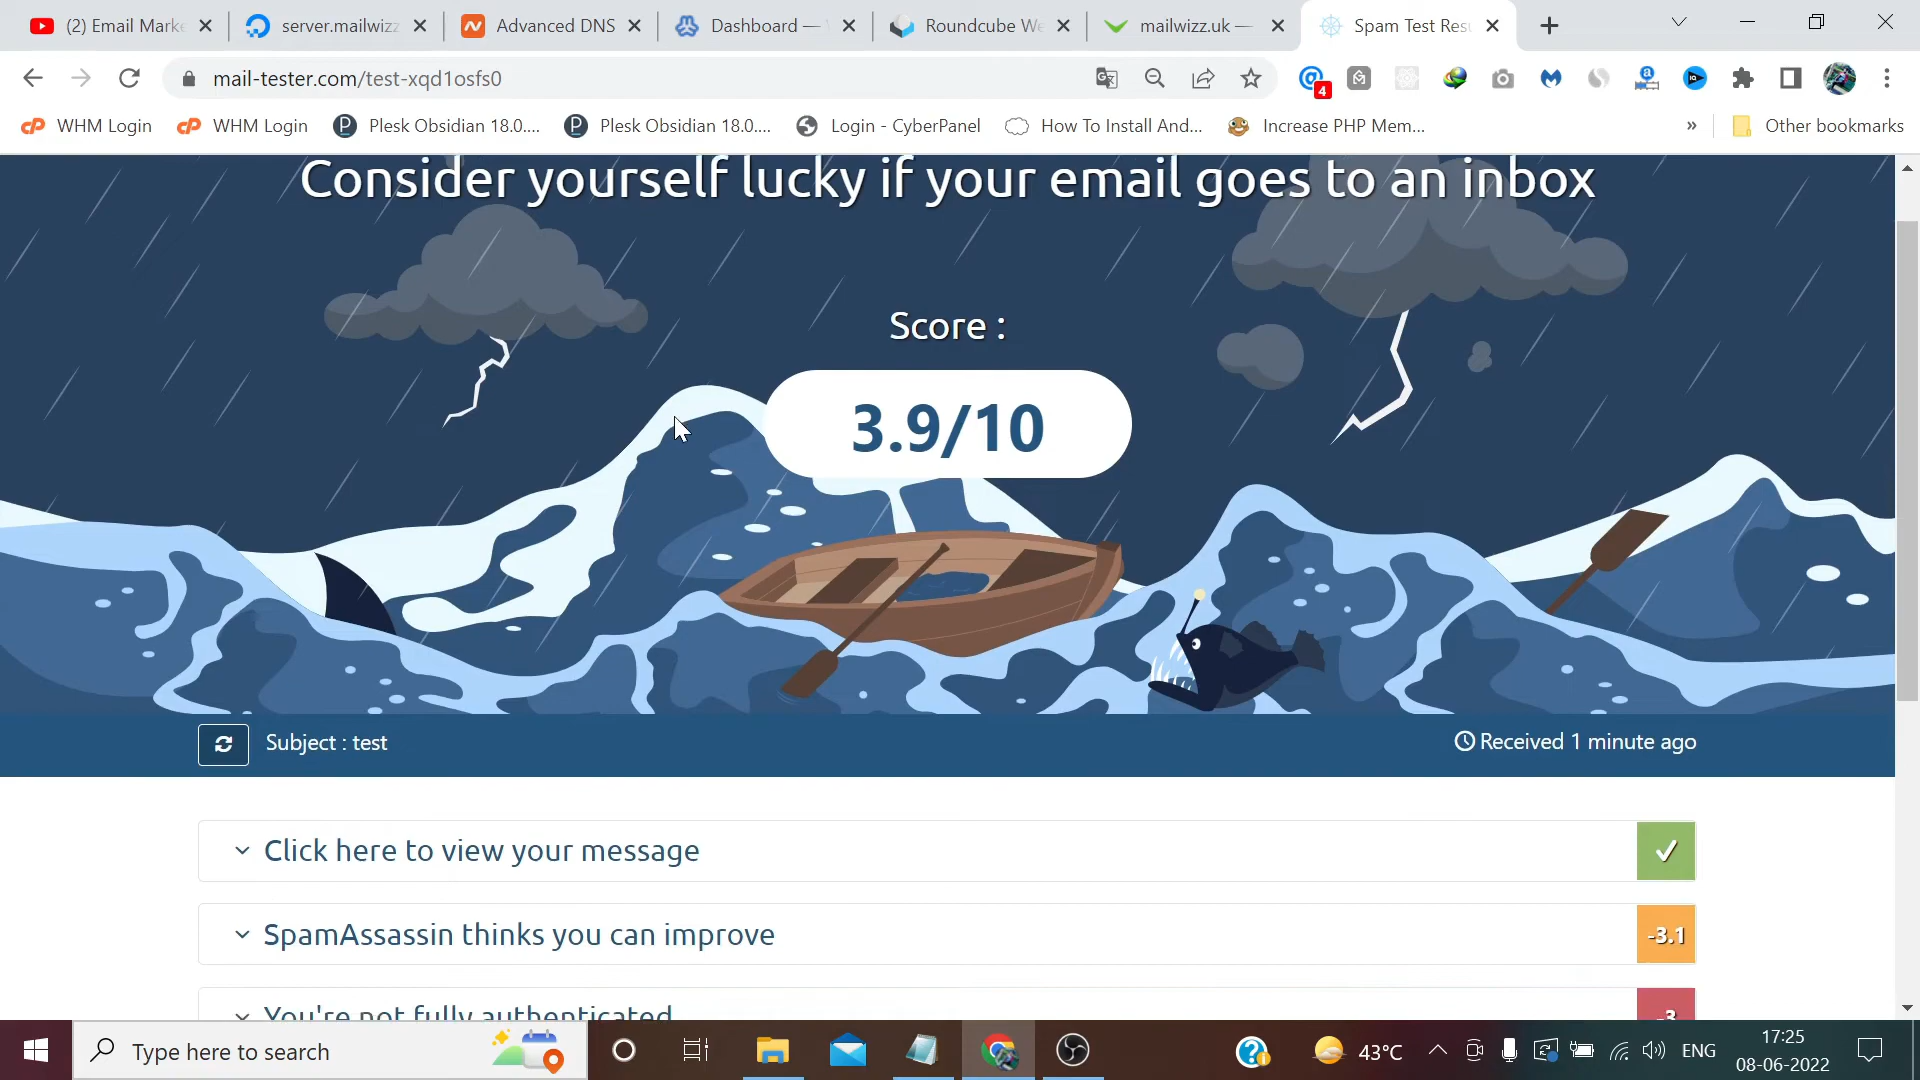 (2) Email Marke
server.mailwizz
Advanced DNS
Dashboard —
Roundcube We
mailwizz.uk —
Spam Test Resu
mail-tester.com/test-xqd1osfs0
4
WHM Login
WHM Login
Plesk Obsidian 18.0....
Plesk Obsidian 18.0....
Login - CyberPanel
How To Install And...
Increase PHP Mem...
»
Other bookmarks
Consider yourself lucky if your email goes to an inbox
Score :
3.9/10
Subject : test
Received 1 minute ago
Click here to view your message
SpamAssassin thinks you can improve
-3.1
You're not fully authenticated
-3
Type here to search
43°C
ENG
17:25
08-06-2022